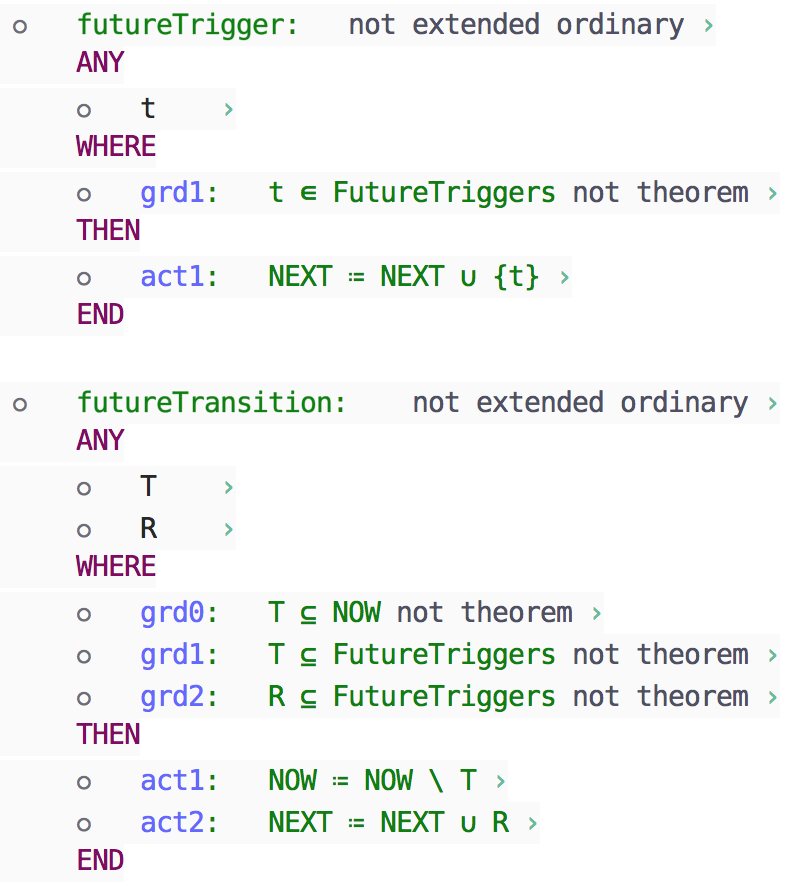 futureTrigger: not extended ordinary ›
ANY
t ›
WHERE
grd1: t ∈ FutureTriggers not theorem ›
THEN
act1: NEXT ≔ NEXT ∪ {t} ›
END
futureTransition: not extended ordinary ›
ANY
T ›
R ›
WHERE
grd0: T ⊆ NOW not theorem ›
grd1: T ⊆ FutureTriggers not theorem ›
grd2: R ⊆ FutureTriggers not theorem ›
THEN
act1: NOW ≔ NOW \ T ›
act2: NEXT ≔ NEXT ∪ R ›
END